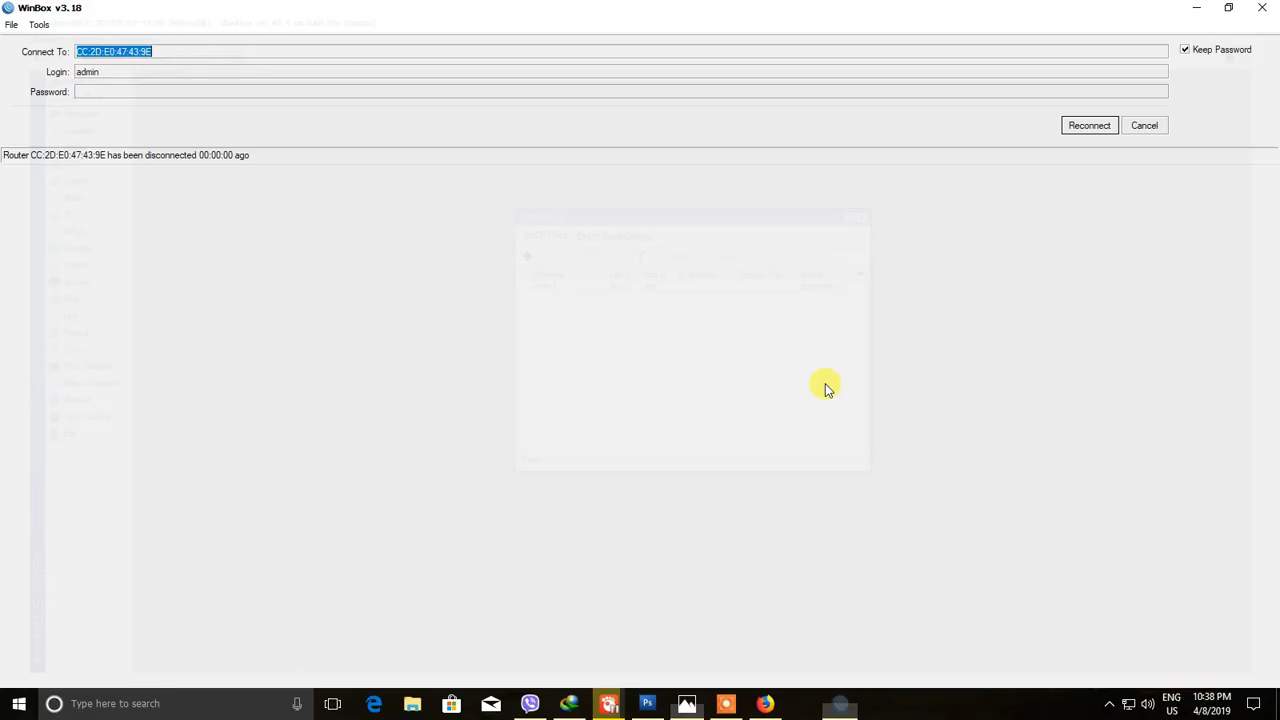 WinBox v3.18
File Tools
Connect To: CC:2D:E0:47:43:9E
Keep Password
Login: admin
Password:
Reconnect Cancel
Router CC:2D:E0:47:43:9E has been disconnected 00:00:00 ago
Type here to search
ENG
US
10:38 PM
4/8/2019